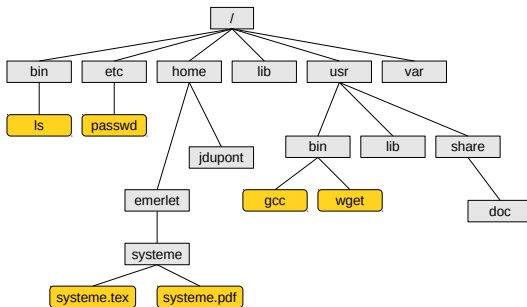 /
bin etc home lib usr var
ls passwd
bin lib share
jdupont
emerlet gcc wget
doc
systeme
systeme.tex systeme.pdf